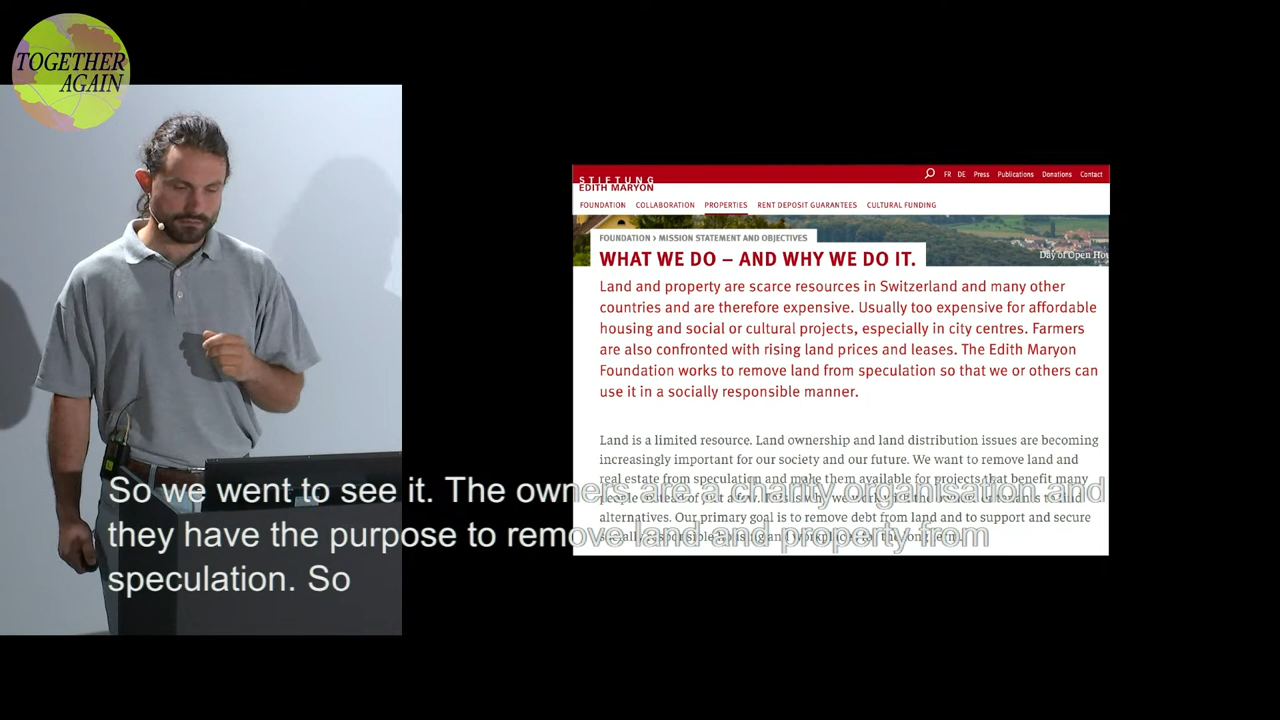 TOGETHER
AGAIN
STIFTUNG
EDITH MARYON
FR DE Press Publications Donations Contact
FOUNDATION COLLABORATION PROPERTIES RENT DEPOSIT GUARANTEES CULTURAL FUNDING
FOUNDATION › MISSION STATEMENT AND OBJECTIVES
Day of Open Hou
WHAT WE DO – AND WHY WE DO IT.
Land and property are scarce resources in Switzerland and many other
countries and are therefore expensive. Usually too expensive for affordable
housing and social or cultural projects, especially in city centres. Farmers
are also confronted with rising land prices and leases. The Edith Maryon
Foundation works to remove land from speculation so that we or others can
use it in a socially responsible manner.
Land is a limited resource. Land ownership and land distribution issues are becoming
increasingly important for our society and our future. We want to remove land and
real estate from speculation and make them available for projects that benefit many
alternatives. Our primary goal is to remove debt from land and to support and secure
So we went to see it. The owners are a charity organisation and
they have the purpose to remove land and property from
speculation. So